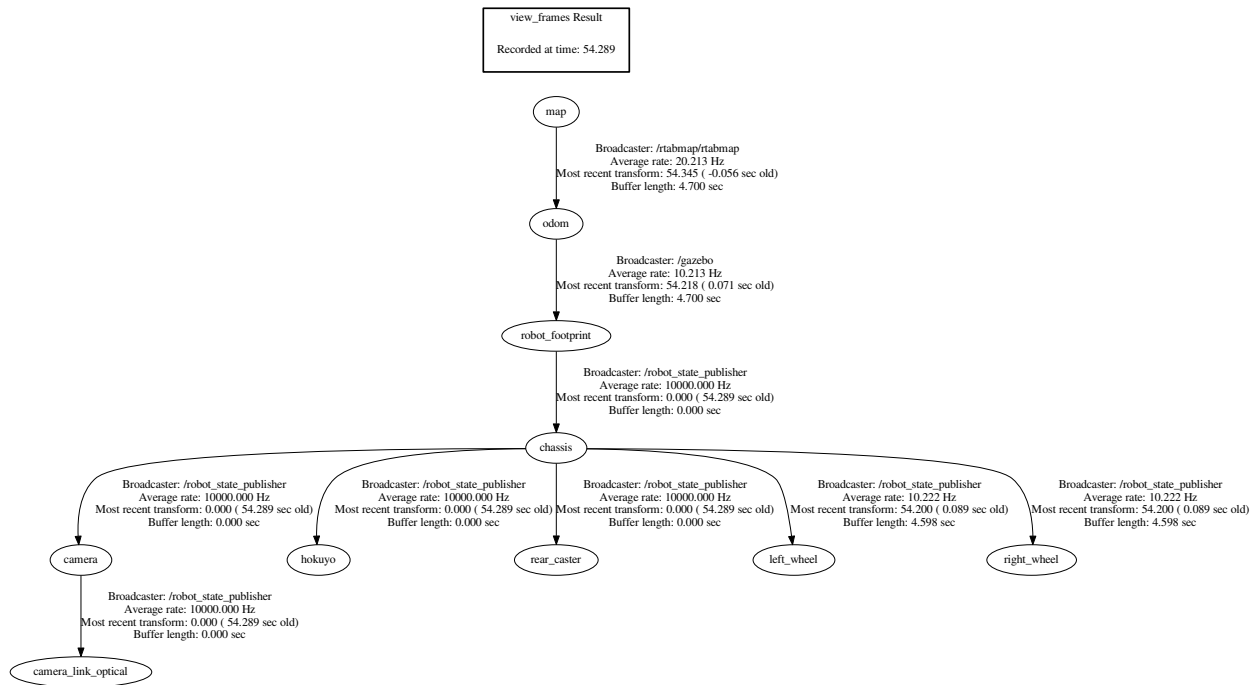 view_frames Result
Recorded at time: 54.289
map
Broadcaster: /rtabmap/rtabmap
Average rate: 20.213 Hz
Most recent transform: 54.345 ( -0.056 sec old)
Buffer length: 4.700 sec
odom
Broadcaster: /gazebo
Average rate: 10.213 Hz
Most recent transform: 54.218 ( 0.071 sec old)
Buffer length: 4.700 sec
robot_footprint
Broadcaster: /robot_state_publisher
Average rate: 10000.000 Hz
Most recent transform: 0.000 ( 54.289 sec old)
Buffer length: 0.000 sec
chassis
Broadcaster: /robot_state_publisher
Average rate: 10000.000 Hz
Most recent transform: 0.000 ( 54.289 sec old)
Buffer length: 0.000 sec
Broadcaster: /robot_state_publisher
Average rate: 10000.000 Hz
Most recent transform: 0.000 ( 54.289 sec old)
Buffer length: 0.000 sec
Broadcaster: /robot_state_publisher
Average rate: 10000.000 Hz
Most recent transform: 0.000 ( 54.289 sec old)
Buffer length: 0.000 sec
Broadcaster: /robot_state_publisher
Average rate: 10.222 Hz
Most recent transform: 54.200 ( 0.089 sec old)
Buffer length: 4.598 sec
Broadcaster: /robot_state_publisher
Average rate: 10.222 Hz
Most recent transform: 54.200 ( 0.089 sec old)
Buffer length: 4.598 sec
camera
hokuyo
rear_caster
left_wheel
right_wheel
Broadcaster: /robot_state_publisher
Average rate: 10000.000 Hz
Most recent transform: 0.000 ( 54.289 sec old)
Buffer length: 0.000 sec
camera_link_optical